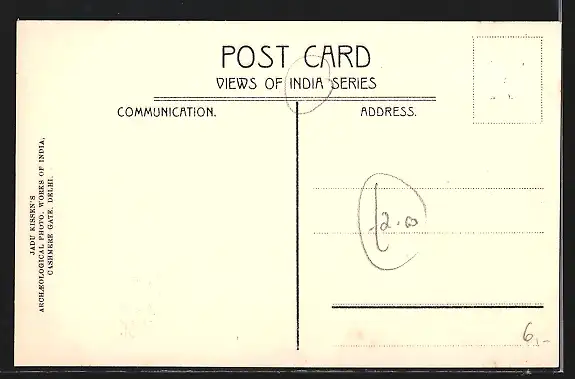 POST CARD
VIEWS OF INDIA SERIES
COMMUNICATION.
ADDRESS.
JADU KISSEN'S
ARCHÆOLOGICAL PHOTO. WORKS OF INDIA,
CASHMERE GATE, DELHI.
£2.00
6,-